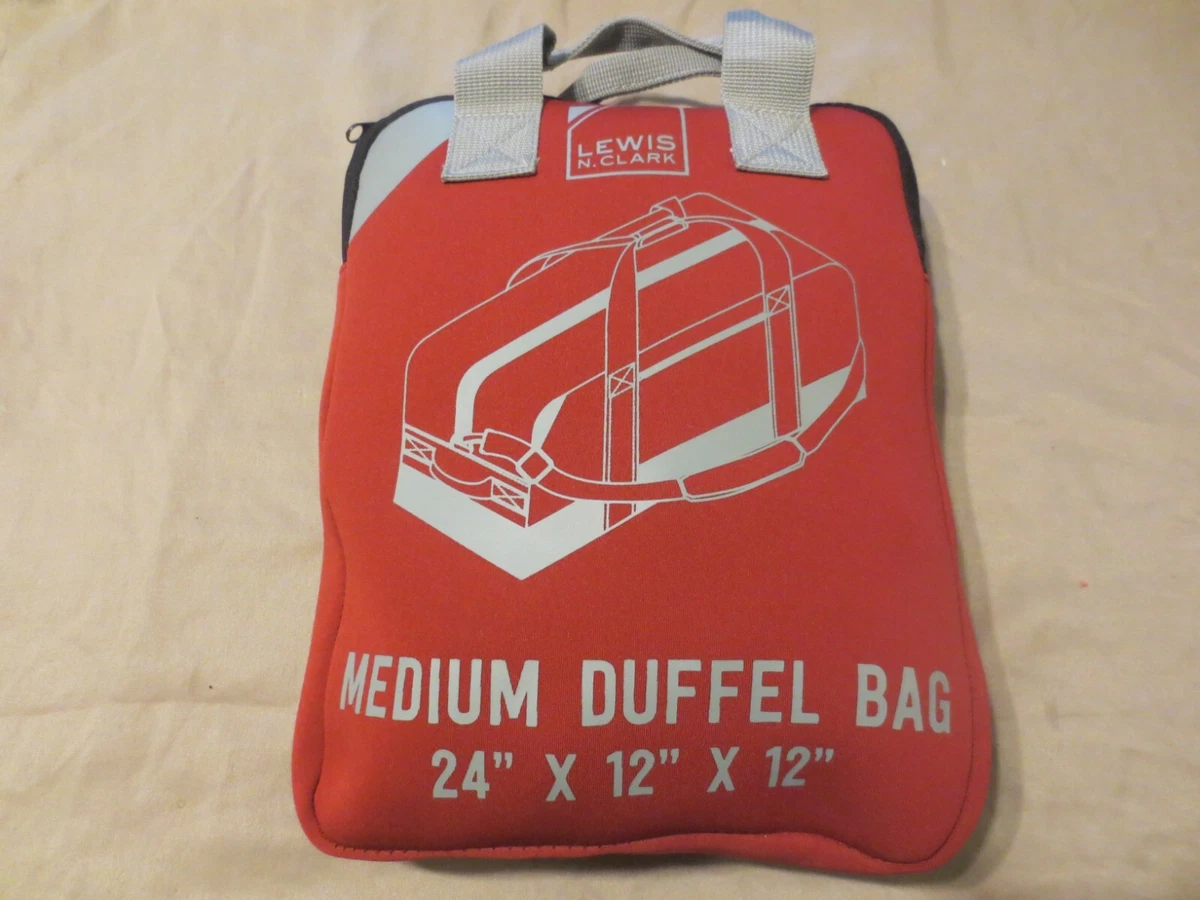 LEWIS
N. CLARK
MEDIUM DUFFEL BAG
24” X 12” X 12”